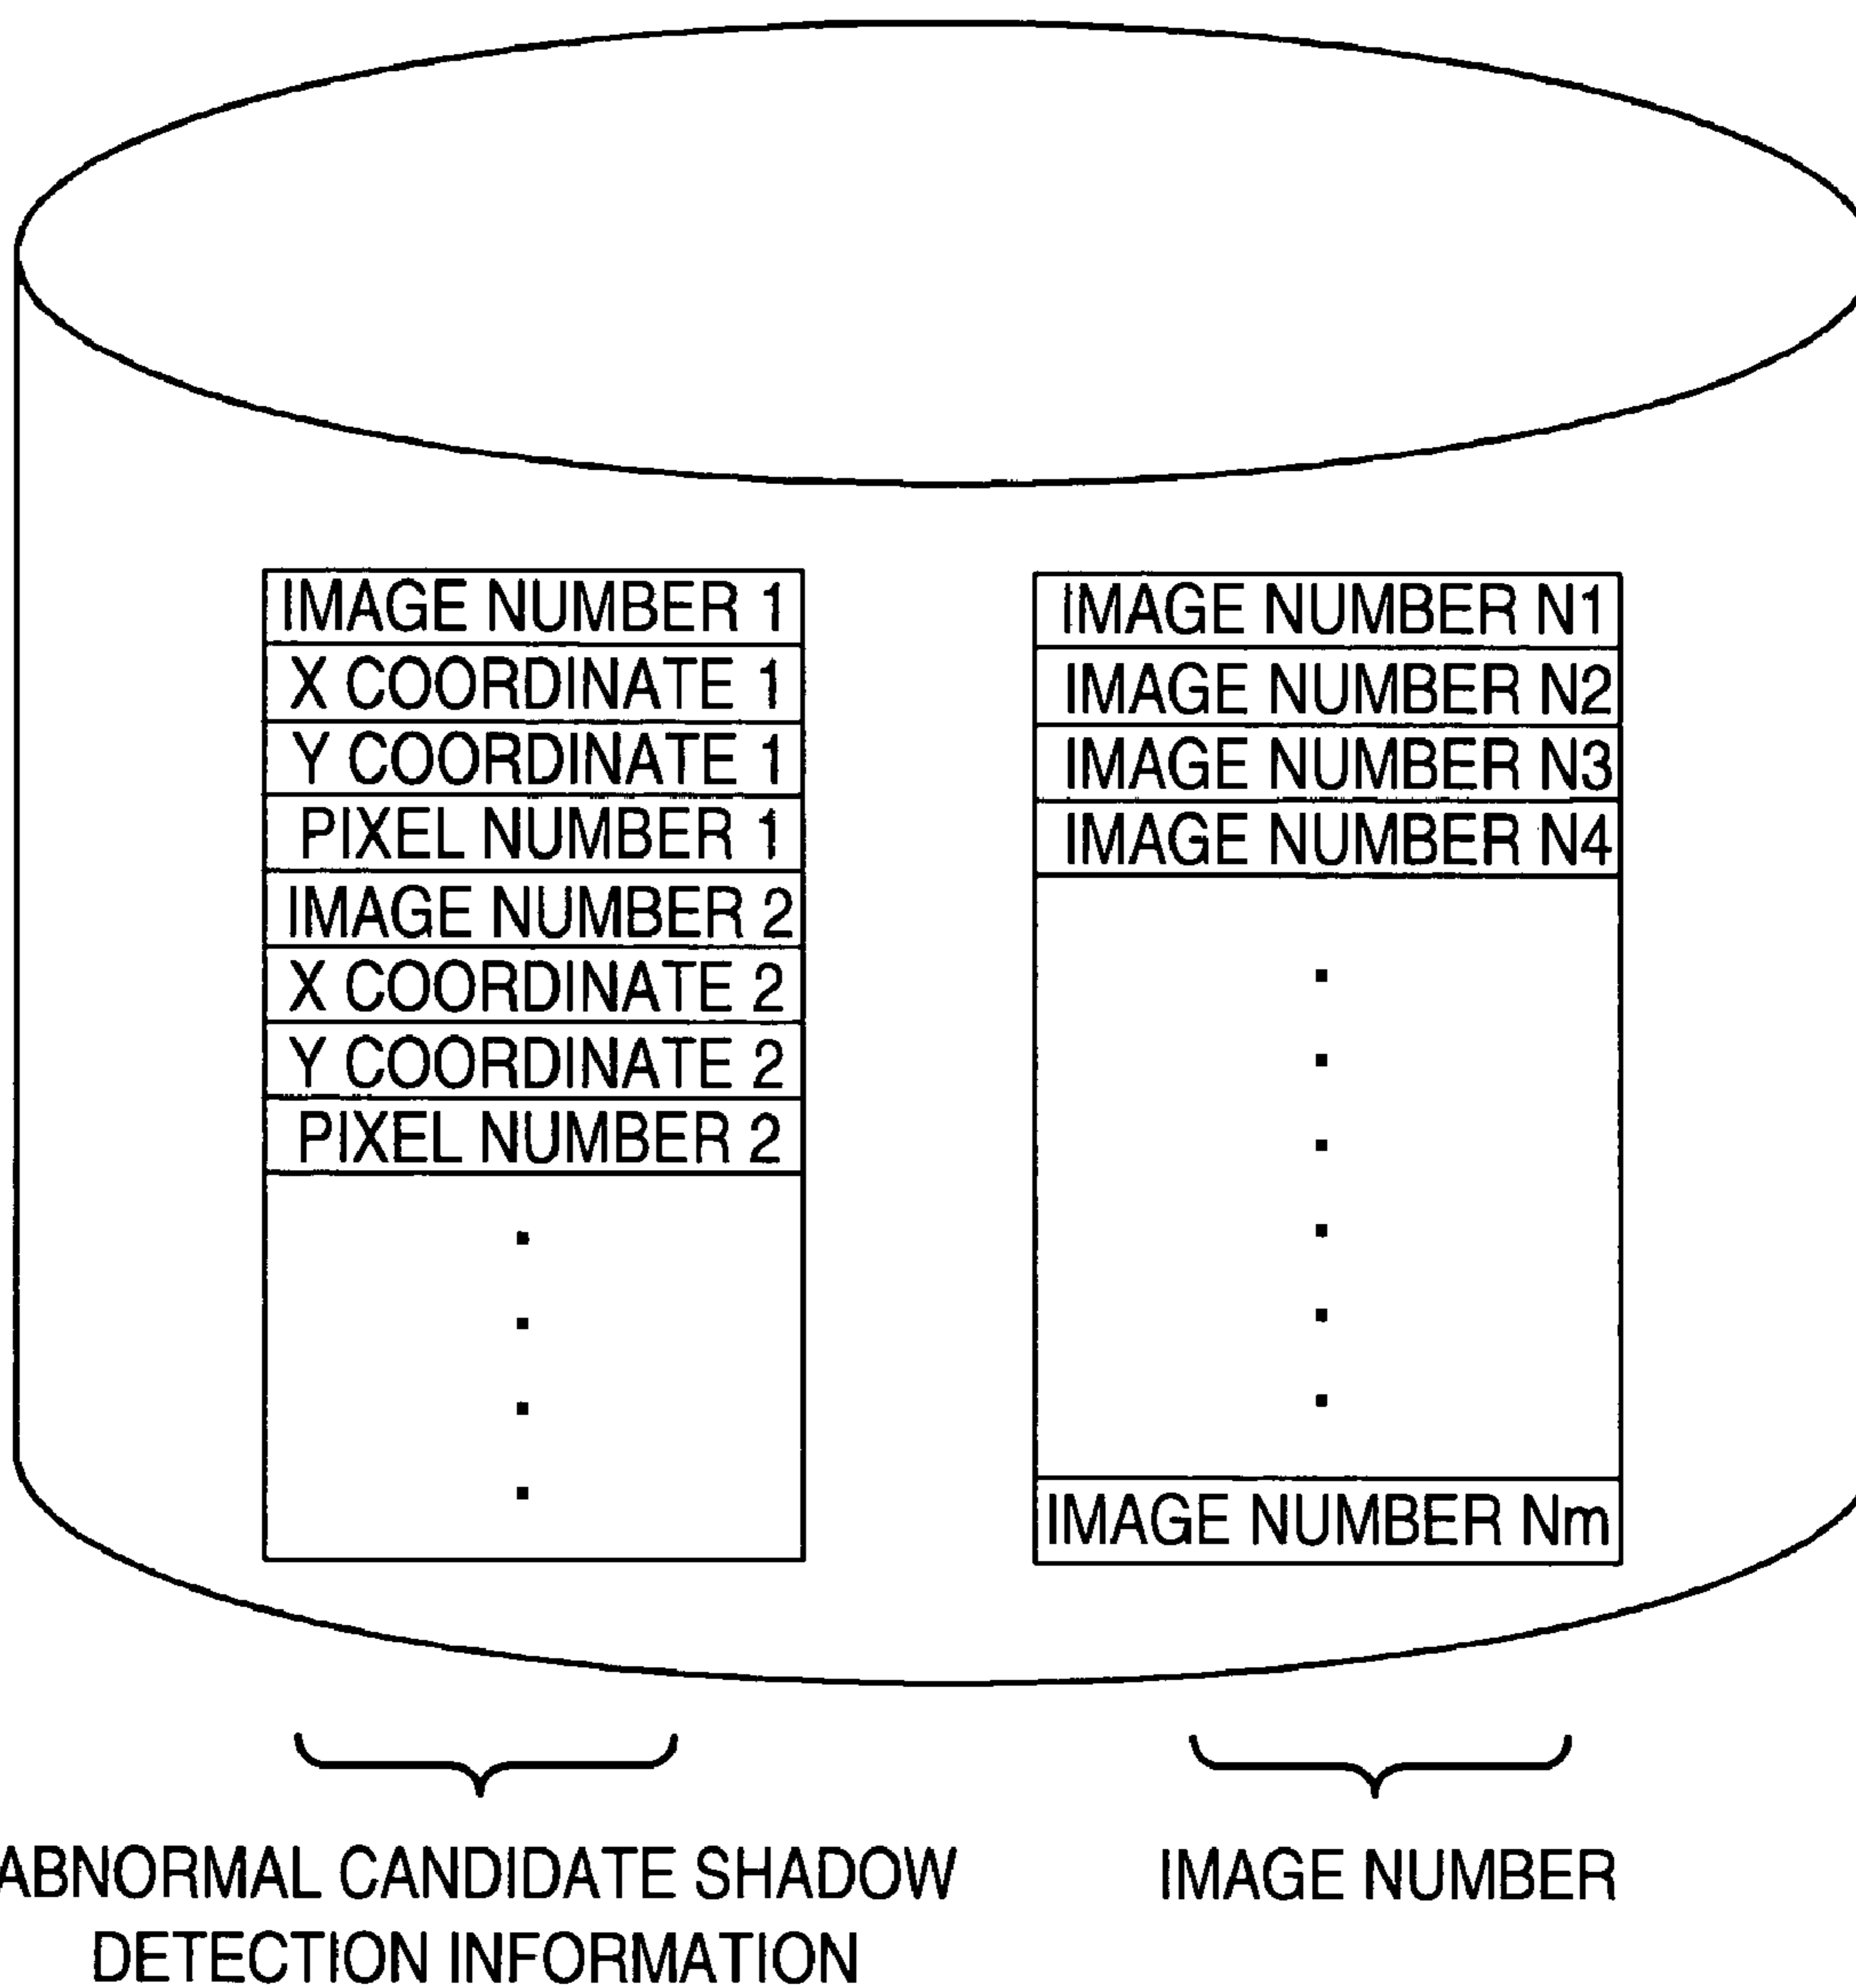 IMAGE NUMBER 1
X COORDINATE 1
Y COORDINATE 1
PIXEL NUMBER 1
IMAGE NUMBER 2
X COORDINATE 2
Y COORDINATE 2
PIXEL NUMBER 2
IMAGE NUMBER N1
IMAGE NUMBER N2
IMAGE NUMBER N3
IMAGE NUMBER N4
IMAGE NUMBER Nm
ABNORMAL CANDIDATE SHADOW
DETECTION INFORMATION
IMAGE NUMBER